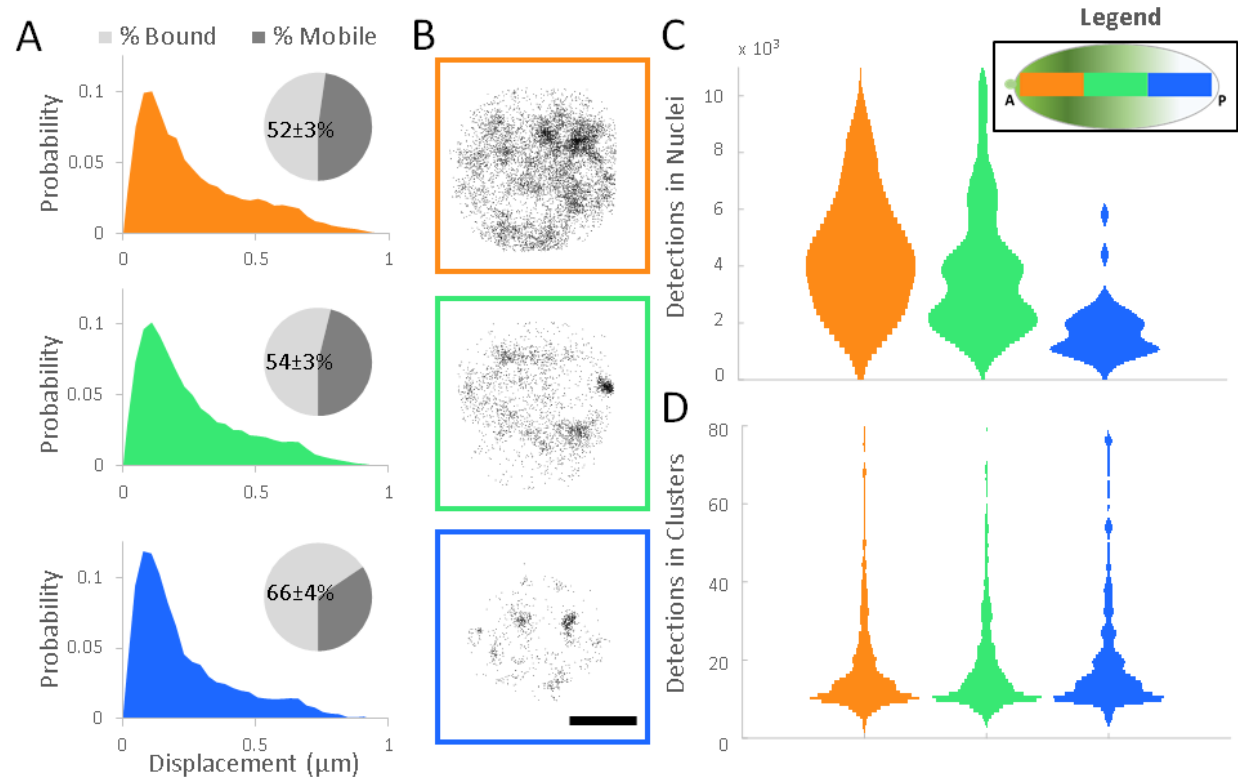 A
% Bound
% Mobile
Probability
0.1
0.05
0
52±3%
0
0.5
1
Probability
0.1
0.05
0
54±3%
0
0.5
1
Probability
0.1
0.05
0
66±4%
0
0.5
1
Displacement (µm)
B
C
Legend
A
P
x 10³
Detections in Nuclei
10
8
6
4
2
0
D
Detections in Clusters
80
60
40
20
0